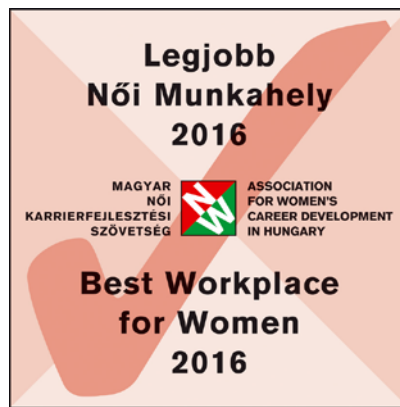 Legjobb
Női Munkahely
2016
MAGYAR
NŐI
KARRIERFEJLESZTÉSI
SZÖVETSÉG
NW
ASSOCIATION
FOR WOMEN'S
CAREER DEVELOPMENT
IN HUNGARY
Best Workplace
for Women
2016